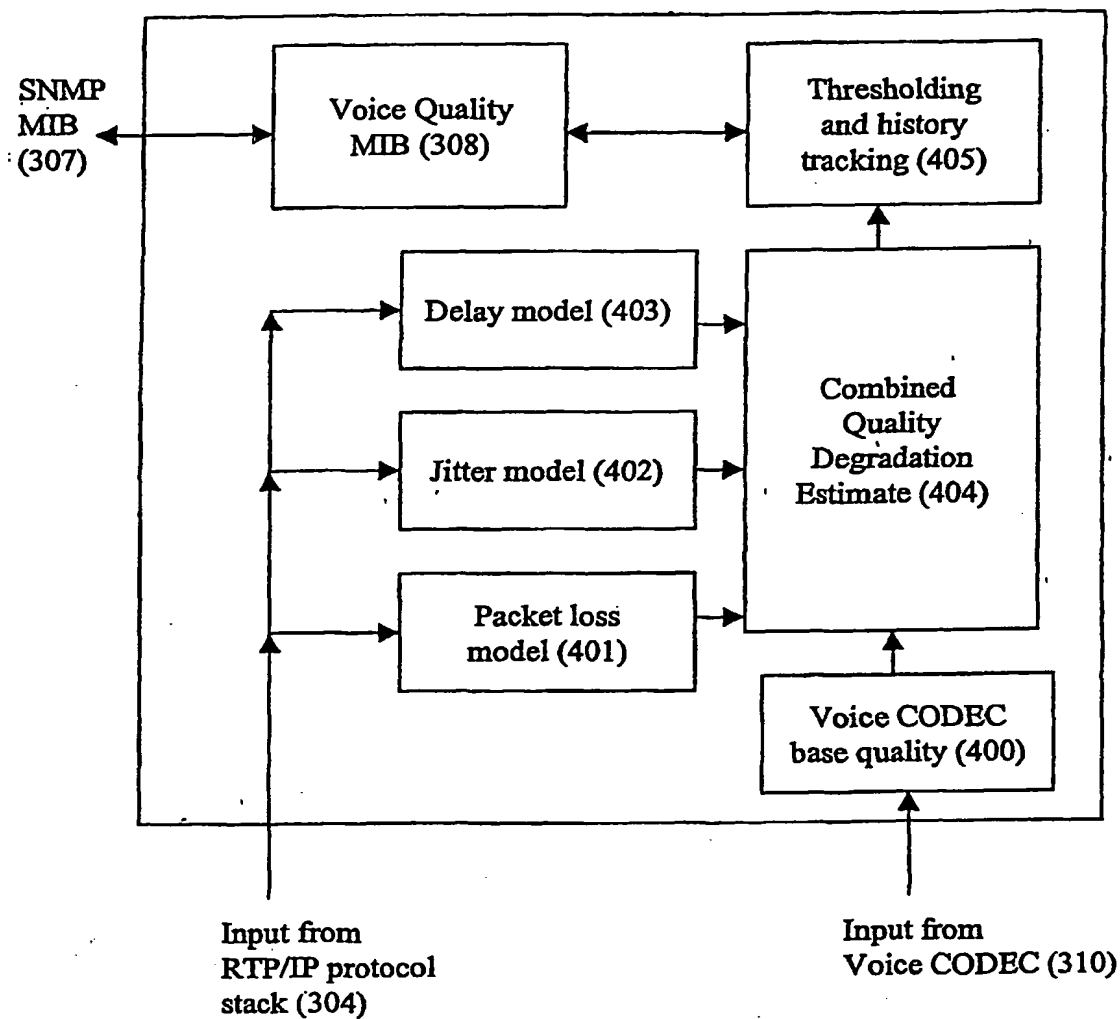 SNMP
MIB
(307)
Voice Quality
MIB (308)
Thresholding
and history
tracking (405)
Delay model (403)
Jitter model (402)
Packet loss
model (401)
Combined
Quality
Degradation
Estimate (404)
Voice CODEC
base quality (400)
Input from
RTP/IP protocol
stack (304)
Input from
Voice CODEC (310)